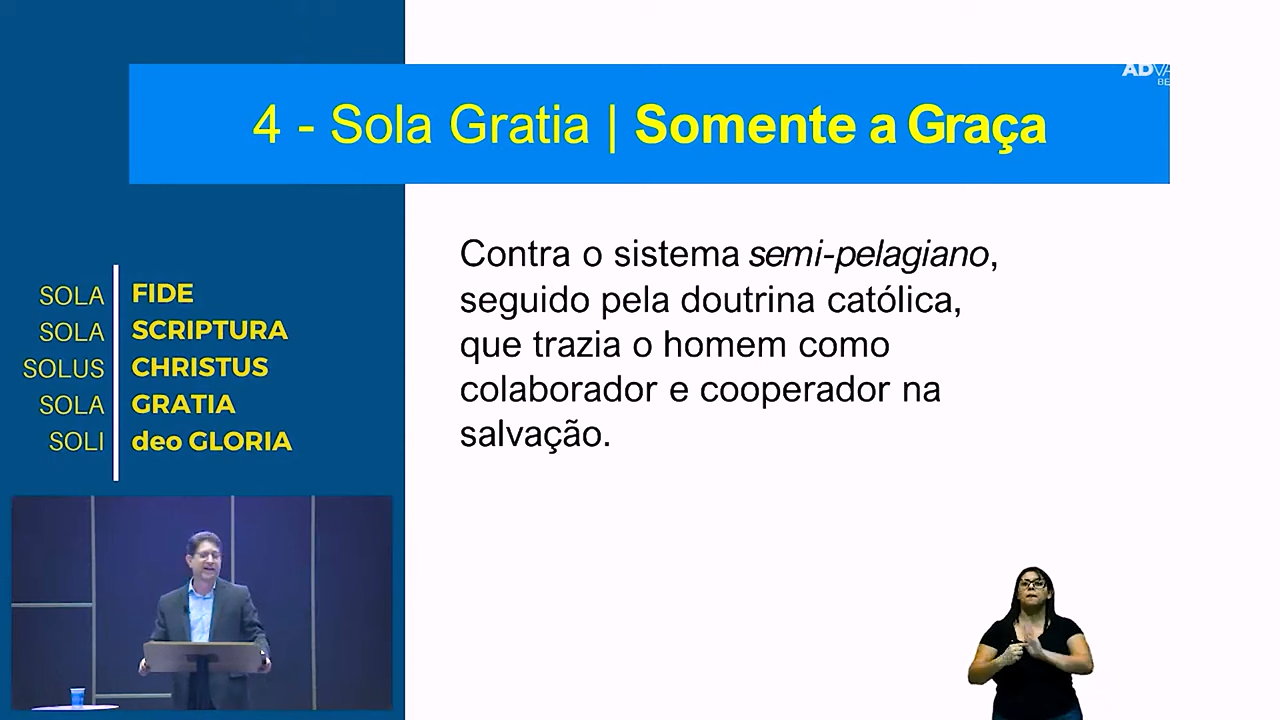 4 - Sola Gratia | Somente a Graça
Contra o sistema semi-pelagiano,
seguido pela doutrina católica,
que trazia o homem como
colaborador e cooperador na
salvação.
SOLA FIDE
SOLA SCRIPTURA
SOLUS CHRISTUS
SOLA GRATIA
SOLI deo GLORIA